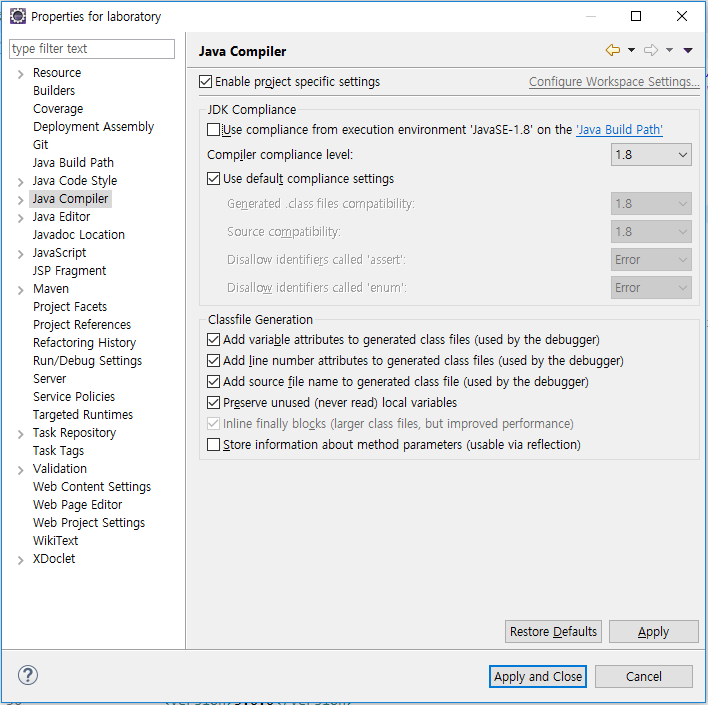 Properties for laboratory
type filter text
Resource
Builders
Coverage
Deployment Assembly
Git
Java Build Path
Java Code Style
Java Compiler
Java Editor
Javadoc Location
JavaScript
JSP Fragment
Maven
Project Facets
Project References
Refactoring History
Run/Debug Settings
Server
Service Policies
Targeted Runtimes
Task Repository
Task Tags
Validation
Web Content Settings
Web Page Editor
Web Project Settings
WikiText
XDoclet
Java Compiler
Enable project specific settings Configure Workspace Settings...
JDK Compliance
Use compliance from execution environment 'JavaSE-1.8' on the 'Java Build Path'
Compiler compliance level: 1.8
Use default compliance settings
Generated .class files compatibility: 1.8
Source compatibility: 1.8
Disallow identifiers called 'assert': Error
Disallow identifiers called 'enum': Error
Classfile Generation
Add variable attributes to generated class files (used by the debugger)
Add line number attributes to generated class files (used by the debugger)
Add source file name to generated class file (used by the debugger)
Preserve unused (never read) local variables
Inline finally blocks (larger class files, but improved performance)
Store information about method parameters (usable via reflection)
Restore Defaults Apply
Apply and Close Cancel